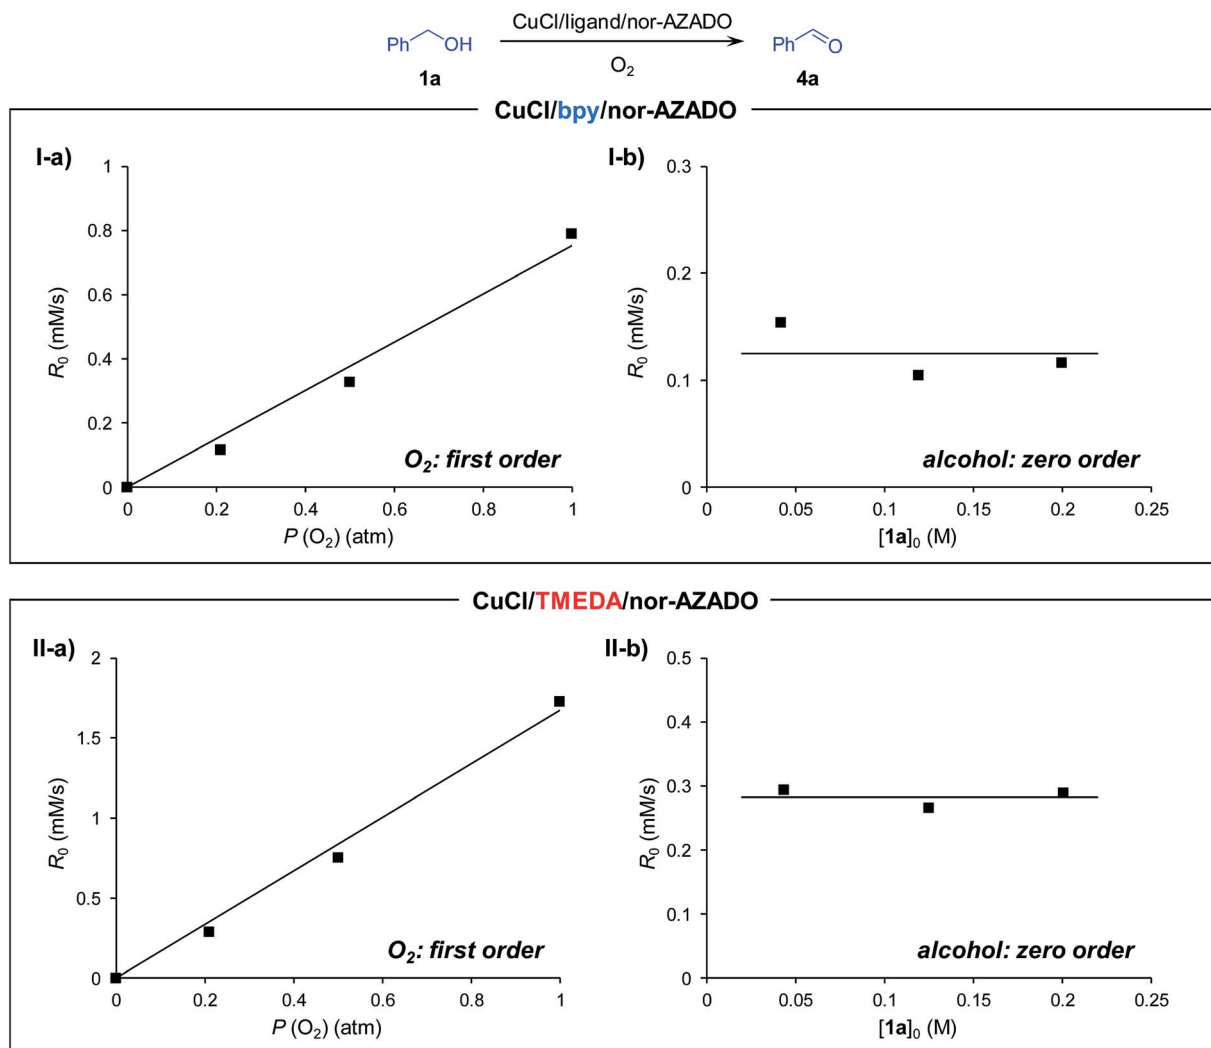 CuCl/ligand/nor-AZADO
Ph OH Ph O
O₂
1a 4a
CuCl/bpy/nor-AZADO
I-a)
1
0.8
0.6
0.4
0.2
0
R₀ (mM/s)
O₂: first order
0 0.2 0.4 0.6 0.8 1
P (O₂) (atm)
I-b)
0.3
0.2
0.1
0
R₀ (mM/s)
alcohol: zero order
0 0.05 0.1 0.15 0.2 0.25
[1a]₀ (M)
CuCl/TMEDA/nor-AZADO
II-a)
2
1.5
1
0.5
0
R₀ (mM/s)
O₂: first order
0 0.2 0.4 0.6 0.8 1
P (O₂) (atm)
II-b)
0.5
0.4
0.3
0.2
0.1
0
R₀ (mM/s)
alcohol: zero order
0 0.05 0.1 0.15 0.2 0.25
[1a]₀ (M)